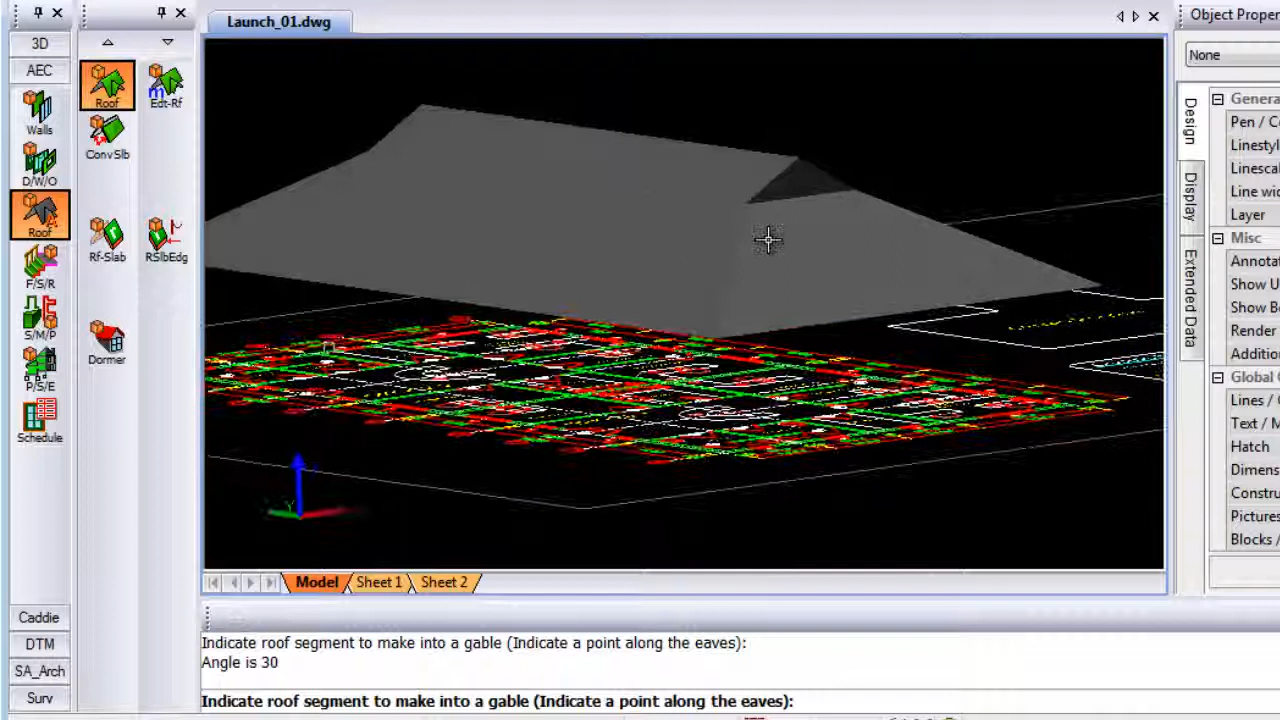 3D
AEC
Walls
D/W/O
Roof
F/S/R
S/M/P
P/S/E
Schedule
Caddie
DTM
SA_Arch
Surv
Roof
Edt-Rf
ConvSlb
Rf-Slab
RSlbEdg
Dormer
Launch_01.dwg
Model
Sheet 1
Sheet 2
Indicate roof segment to make into a gable (Indicate a point along the eaves):
Angle is 30
Indicate roof segment to make into a gable (Indicate a point along the eaves):
Object Proper
None
Design
Display
Extended Data
Genera
Pen / C
Linestyl
Linescal
Line wid
Layer
Misc
Annotat
Show U
Show B
Render
Additio
Global
Lines /
Text / M
Hatch
Dimens
Constru
Pictures
Blocks /